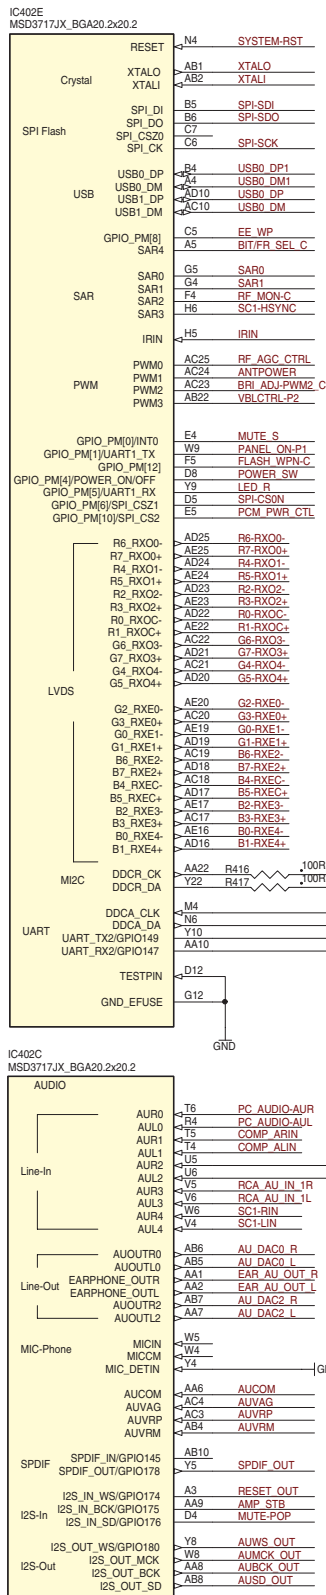 IC402E
MSD3717JX_BGA20.2x20.2
RESET N4 SYSTEM-RST
Crystal
XTALO AB1 XTALO
XTALI AB2 XTALI
SPI Flash
SPI_DI B5 SPI-SDI
SPI_DO B6 SPI-SDO
SPI_CSZ0 C7
SPI_CK C6 SPI-SCK
USB
USB0_DP B4 USB0_DP1
USB0_DM A4 USB0_DM1
USB1_DP AD10 USB0_DP
USB1_DM AC10 USB0_DM
GPIO_PM[8] C5 EE_WP
SAR4 A5 BIT/FR_SEL_C
SAR
SAR0 G5 SAR0
SAR1 G4 SAR1
SAR2 F4 RF_MON-C
SAR3 H6 SC1-HSYNC
IRIN H5 IRIN
PWM
PWM0 AC25 RF_AGC_CTRL
PWM1 AC24 ANTPOWER
PWM2 AC23 BRI_ADJ-PWM2_C
PWM3 AB22 VBLCTRL-P2
GPIO_PM[0]/INT0 E4 MUTE_S
GPIO_PM[1]/UART1_TX W9 PANEL_ON-P1
GPIO_PM[12] F5 FLASH_WPN-C
GPIO_PM[4]/POWER_ON/OFF D8 POWER_SW
GPIO_PM[5]/UART1_RX Y9 LED_R
GPIO_PM[6]/SPI_CSZ1 D5 SPI-CS0N
GPIO_PM[10]/SPI_CS2 E5 PCM_PWR_CTL
LVDS
R6_RXO0- AD25 R6-RXO0-
R7_RXO0+ AE25 R7-RXO0+
R4_RXO1- AD24 R4-RXO1-
R5_RXO1+ AE24 R5-RXO1+
R2_RXO2- AD23 R2-RXO2-
R3_RXO2+ AE23 R3-RXO2+
R0_RXOC- AD22 R0-RXOC-
R1_RXOC+ AE22 R1-RXOC+
G6_RXO3- AC22 G6-RXO3-
G7_RXO3+ AD21 G7-RXO3+
G4_RXO4- AC21 G4-RXO4-
G5_RXO4+ AD20 G5-RXO4+
G2_RXE0- AE20 G2-RXE0-
G3_RXE0+ AC20 G3-RXE0+
G0_RXE1- AE19 G0-RXE1-
G1_RXE1+ AD19 G1-RXE1+
B6_RXE2- AC19 B6-RXE2-
B7_RXE2+ AD18 B7-RXE2+
B4_RXEC- AC18 B4-RXEC-
B5_RXEC+ AD17 B5-RXEC+
B2_RXE3- AE17 B2-RXE3-
B3_RXE3+ AC17 B3-RXE3+
B0_RXE4- AE16 B0-RXE4-
B1_RXE4+ AD16 B1-RXE4+
MI2C
DDCR_CK AA22 R416 100R
DDCR_DA Y22 R417 100R
UART
DDCA_CLK M4
DDCA_DA N6
UART_TX2/GPIO149 Y10
UART_RX2/GPIO147 AA10
TESTPIN D12
GND_EFUSE G12
GND
IC402C
MSD3717JX_BGA20.2x20.2
AUDIO
Line-In
AUR0 T6 PC_AUDIO-AUR
AUL0 R4 PC_AUDIO-AUL
AUR1 T5 COMP_ARIN
AUL1 T4 COMP_ALIN
AUR2 U5
AUL2 U6
AUR3 V5 RCA_AU_IN_1R
AUL3 V6 RCA_AU_IN_1L
AUR4 W6 SC1-RIN
AUL4 V4 SC1-LIN
Line-Out
AUOUTR0 AB6 AU_DAC0_R
AUOUTL0 AB5 AU_DAC0_L
EARPHONE_OUTR AA1 EAR_AU_OUT_R
EARPHONE_OUTL AA2 EAR_AU_OUT_L
AUOUTR2 AB7 AU_DAC2_R
AUOUTL2 AA7 AU_DAC2_L
MIC-Phone
MICIN W5
MICCM W4
MIC_DETIN Y4
AUCOM AA6 AUCOM
AUVAG AC4 AUVAG
AUVRP AC3 AUVRP
AUVRM AB4 AUVRM
SPDIF
SPDIF_IN/GPIO145 AB10
SPDIF_OUT/GPIO178 Y5 SPDIF_OUT
I2S-In
I2S_IN_WS/GPIO174 A3 RESET_OUT
I2S_IN_BCK/GPIO175 AA9 AMP_STB
I2S_IN_SD/GPIO176 D4 MUTE-POP
I2S-Out
I2S_OUT_WS/GPIO180 Y8 AUWS_OUT
I2S_OUT_MCK W8 AUMCK_OUT
I2S_OUT_BCK AA8 AUBCK_OUT
I2S_OUT_SD AB8 AUSD_OUT